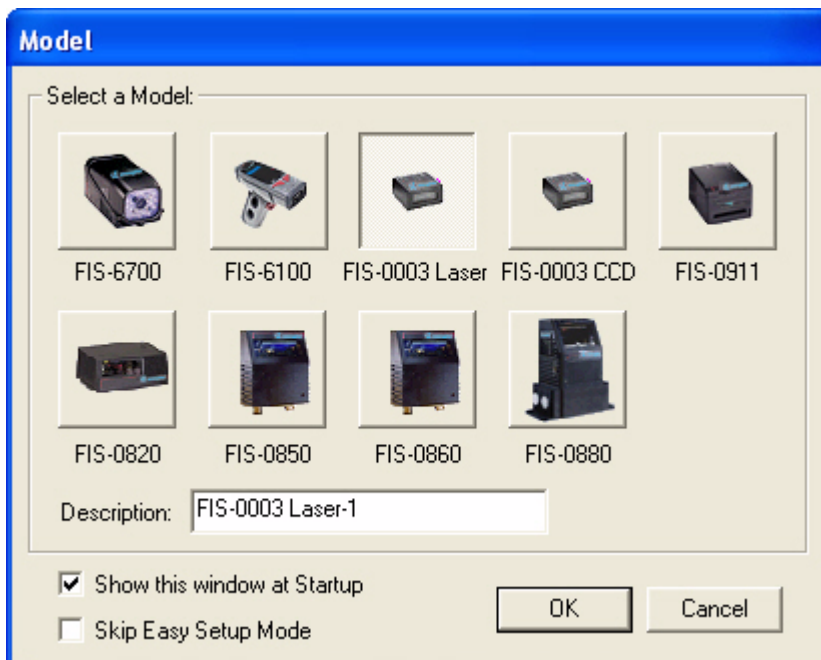 Model
Select a Model:
FIS-6700 FIS-6100 FIS-0003 Laser FIS-0003 CCD FIS-0911
FIS-0820 FIS-0850 FIS-0860 FIS-0880
Description: FIS-0003 Laser-1
Show this window at Startup
Skip Easy Setup Mode
OK Cancel